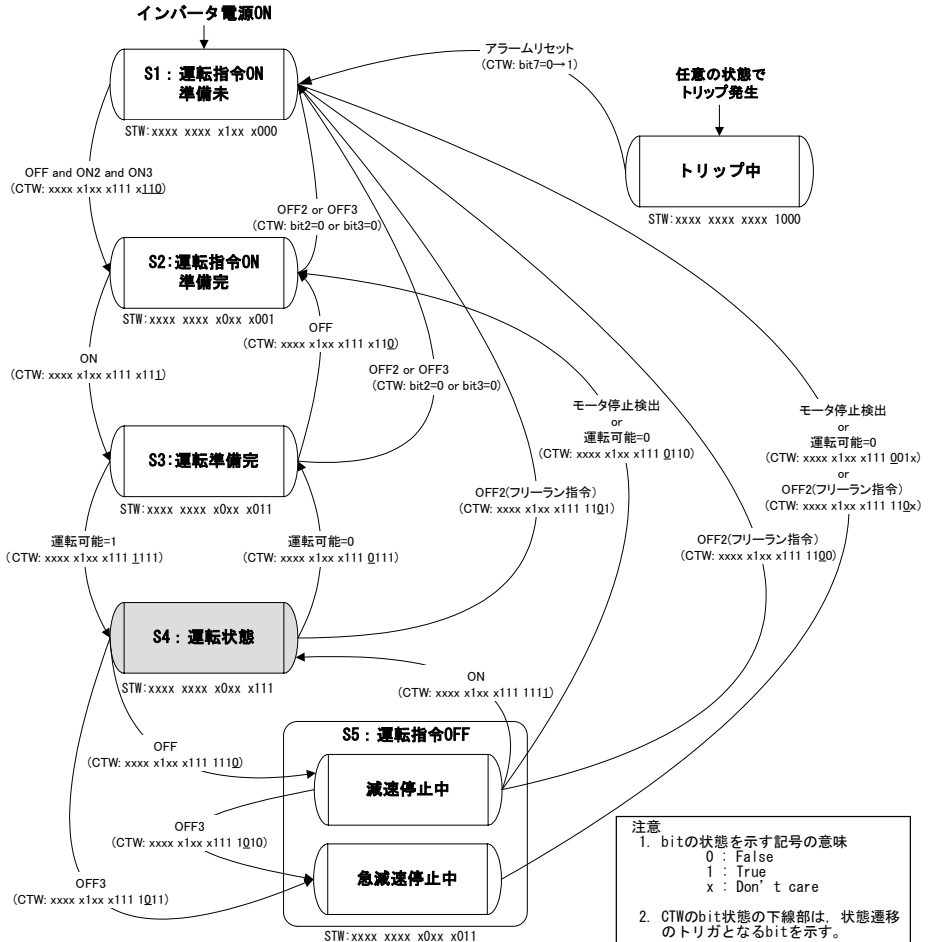 インバータ電源ON
S1：運転指令ON
準備未
STW:xxxx xxxx x1xx x000
アラームリセット
(CTW: bit7=0→1)
任意の状態で
トリップ発生
トリップ中
STW:xxxx xxxx xxxx 1000
OFF and ON2 and ON3
(CTW: xxxx x1xx x111 x110)
OFF2 or OFF3
(CTW: bit2=0 or bit3=0)
S2:運転指令ON
準備完
STW:xxxx xxxx x0xx x001
ON
(CTW: xxxx x1xx x111 x111)
OFF
(CTW: xxxx x1xx x111 x110)
OFF2 or OFF3
(CTW: bit2=0 or bit3=0)
モータ停止検出
or
運転可能=0
(CTW: xxxx x1xx x111 0110)
モータ停止検出
or
運転可能=0
(CTW: xxxx x1xx x111 001x)
or
OFF2(フリーラン指令)
(CTW: xxxx x1xx x111 110x)
S3:運転準備完
STW:xxxx xxxx x0xx x011
OFF2(フリーラン指令)
(CTW: xxxx x1xx x111 1101)
OFF2(フリーラン指令)
(CTW: xxxx x1xx x111 1100)
運転可能=1
(CTW: xxxx x1xx x111 1111)
運転可能=0
(CTW: xxxx x1xx x111 0111)
S4：運転状態
STW:xxxx xxxx x0xx x111
ON
(CTW: xxxx x1xx x111 1111)
S5：運転指令OFF
OFF
(CTW: xxxx x1xx x111 1110)
減速停止中
OFF3
(CTW: xxxx x1xx x111 1010)
急減速停止中
OFF3
(CTW: xxxx x1xx x111 1011)
STW:xxxx xxxx x0xx x011
注意
1. bitの状態を示す記号の意味
0 : False
1 : True
x : Don't care
2. CTWのbit状態の下線部は，状態遷移
のトリガとなるbitを示す。